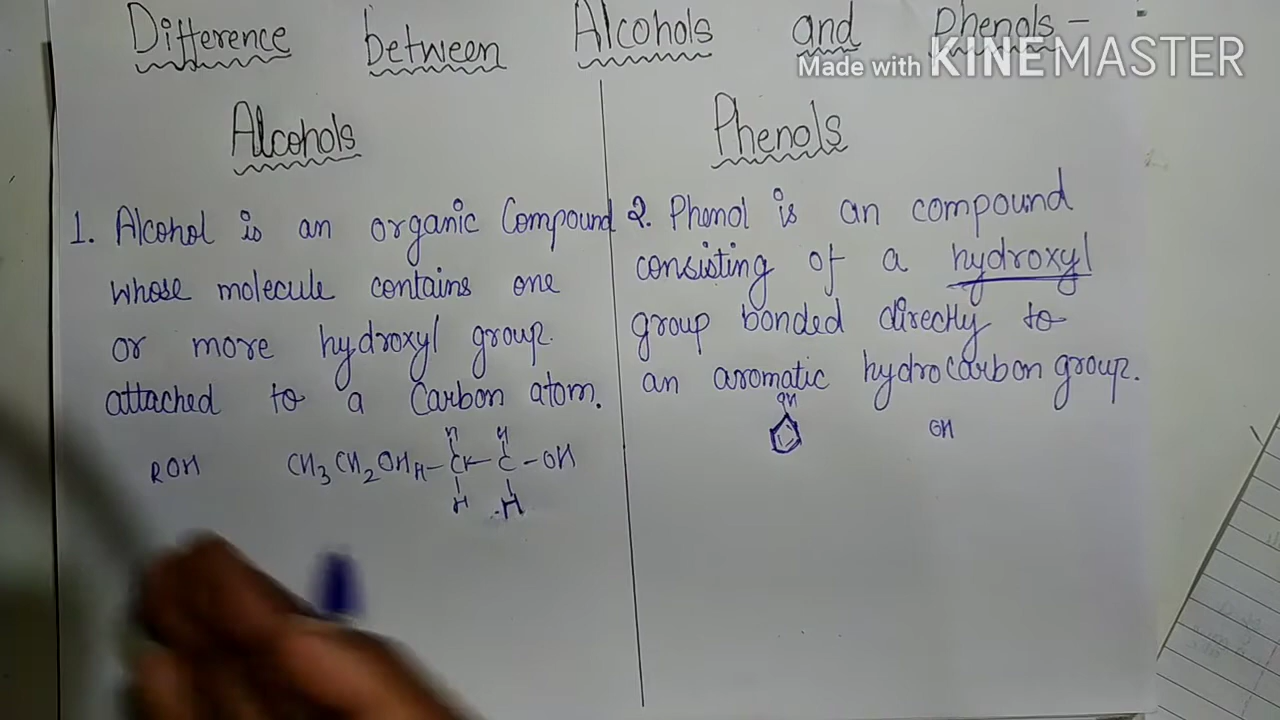 Difference between Alcohols and Phenols-
Made with KINEMASTER
Alcohols
1. Alcohol is an organic Compound
whose molecule contains one
or more hydroxyl group.
attached to a Carbon atom.
ROH CH3CH2OH
H H
H-C-C-OH
H H
Phenols
2. Phenol is an compound
consisting of a hydroxyl
group bonded directly to
an aromatic hydrocarbon group.
OH
OH